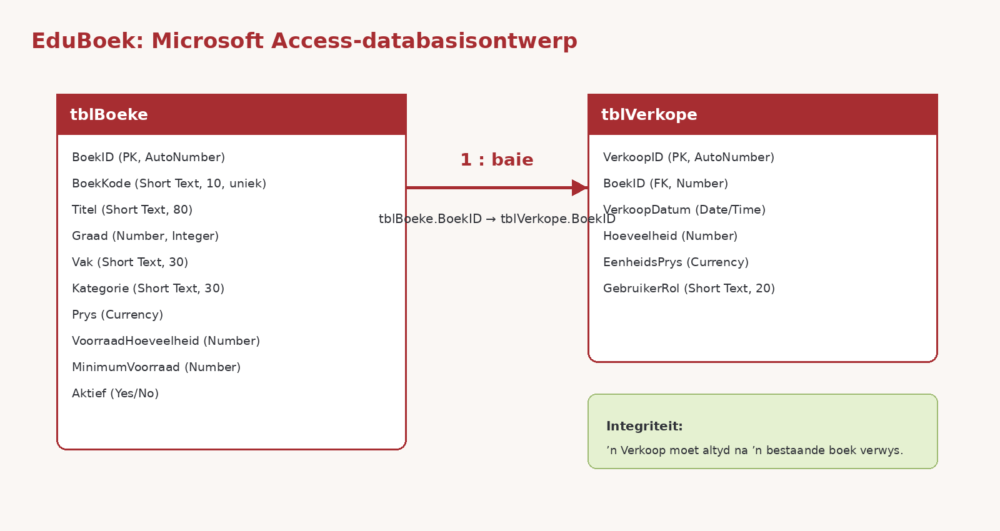 EduBoek: Microsoft Access-databasisontwerp
tblBoeke
BoekID (PK, AutoNumber)
BoekKode (Short Text, 10, uniek)
Titel (Short Text, 80)
Graad (Number, Integer)
Vak (Short Text, 30)
Kategorie (Short Text, 30)
Prys (Currency)
VoorraadHoeveelheid (Number)
MinimumVoorraad (Number)
Aktief (Yes/No)
1 : baie
tblBoeke.BoekID → tblVerkope.BoekID
tblVerkope
VerkoopID (PK, AutoNumber)
BoekID (FK, Number)
VerkoopDatum (Date/Time)
Hoeveelheid (Number)
EenheidsPrys (Currency)
GebruikerRol (Short Text, 20)
Integriteit:
’n Verkoop moet altyd na ’n bestaande boek verwys.